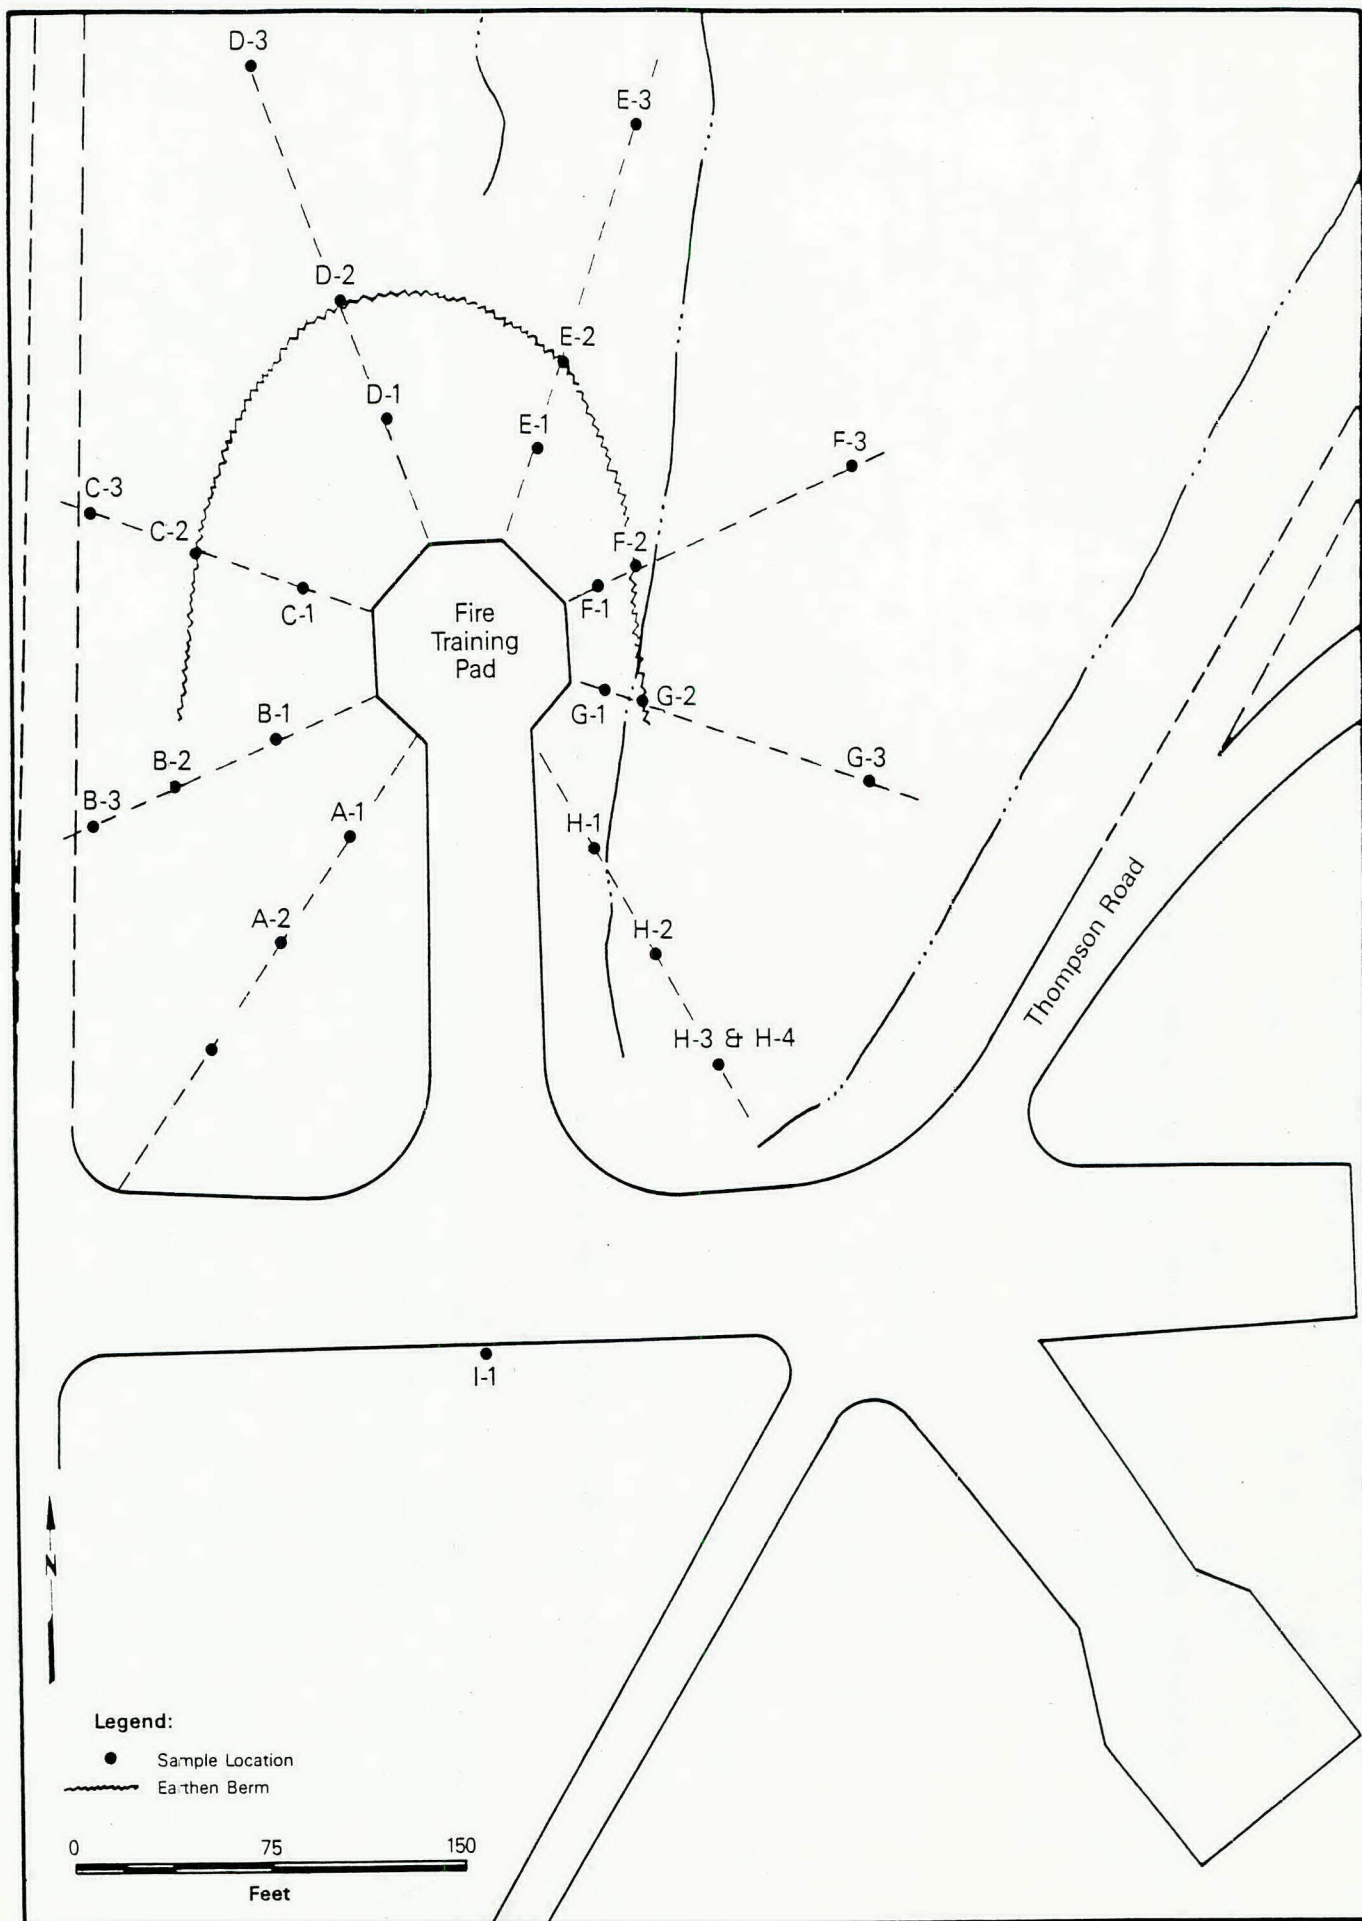 D-3
E-3
D-2
E-2
D-1
E-1
F-3
C-3
C-2
F-2
C-1
F-1
Fire
Training
Pad
G-1
G-2
B-1
B-2
G-3
B-3
A-1
H-1
A-2
H-2
Thompson Road
H-3 & H-4
I-1
N
Legend:
Sample Location
Earthen Berm
0 75 150
Feet